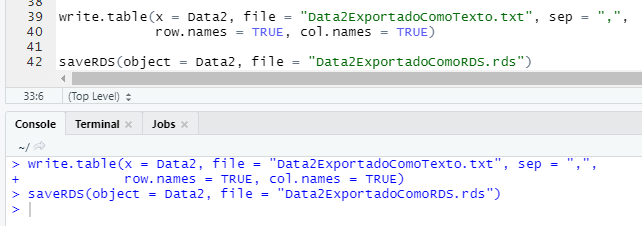 38
39 write.table(x = Data2, file = "Data2ExportadoComoTexto.txt", sep = ",",
40 row.names = TRUE, col.names = TRUE)
41
42 saveRDS(object = Data2, file = "Data2ExportadoComoRDS.rds")
33:6 (Top Level)
Console Terminal Jobs
~/
> write.table(x = Data2, file = "Data2ExportadoComoTexto.txt", sep = ",",
+ row.names = TRUE, col.names = TRUE)
> saveRDS(object = Data2, file = "Data2ExportadoComoRDS.rds")
>